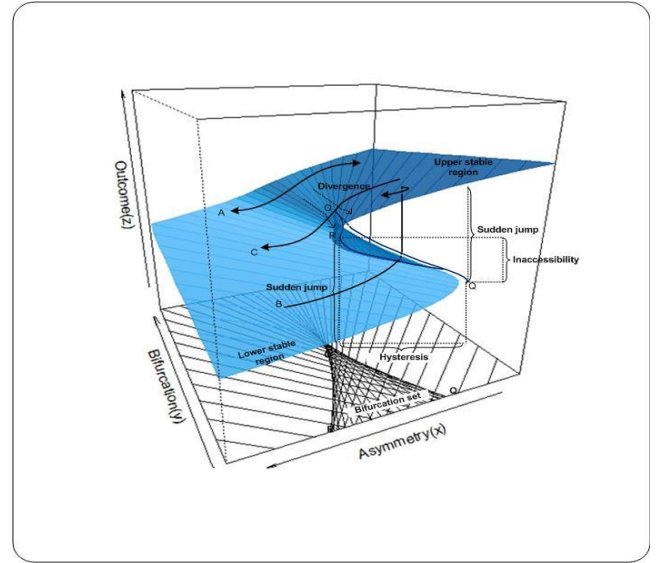 Outcome(z)
Upper stable
region
Divergence
A
O
R
C
Sudden jump
Inaccessibility
Sudden jump
B
Q
Lower stable
region
Hysteresis
Bifurcation(y)
Q
Bifurcation set
R
Asymmetry(x)